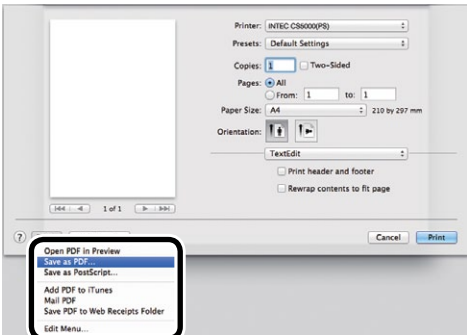 Printer: INTEC CS5000(PS)
Presets: Default Settings
Copies: 1 Two-Sided
Pages: All
From: 1 to: 1
Paper Size: A4 210 by 297 mm
Orientation:
TextEdit
Print header and footer
Rewrap contents to fit page
1 of 1
? Cancel Print
Open PDF in Preview
Save as PDF...
Save as PostScript...
Add PDF to iTunes
Mail PDF
Save PDF to Web Receipts Folder
Edit Menu...